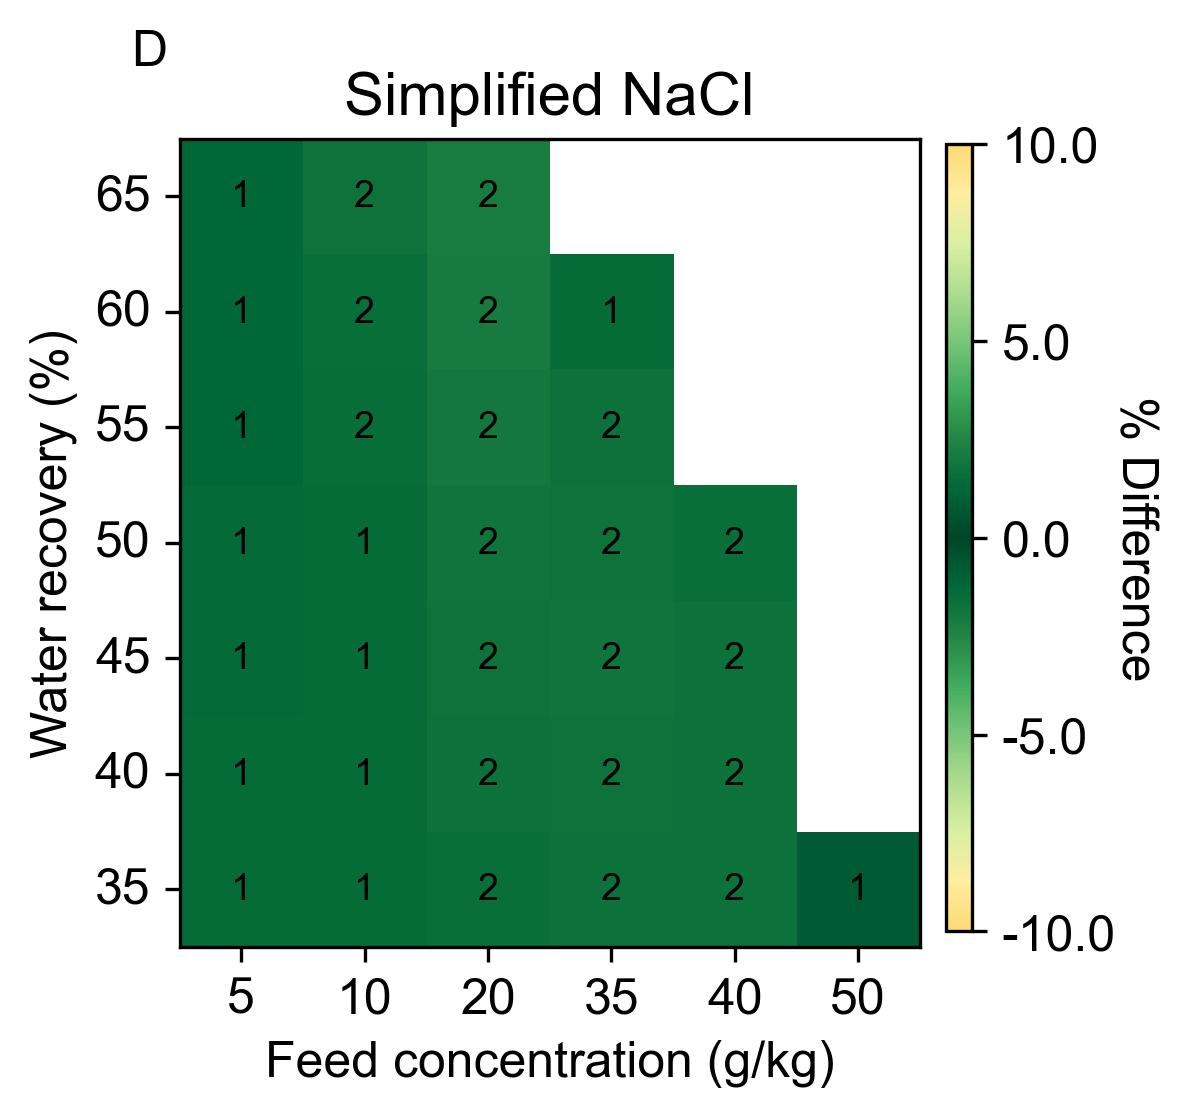 D
Simplified NaCl
65 1 2 2
60 1 2 2 1
55 1 2 2 2
50 1 1 2 2 2
45 1 1 2 2 2
40 1 1 2 2 2
35 1 1 2 2 2 1
5 10 20 35 40 50
Feed concentration (g/kg)
Water recovery (%)
10.0
5.0
0.0
-5.0
-10.0
% Difference